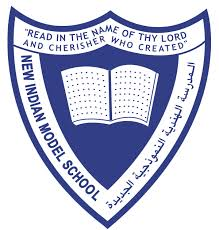 "READ IN THE NAME OF THY LORD
AND CHERISHER WHO CREATED"
NEW INDIAN MODEL SCHOOL
المدرسة الهندية النموذجية الجديدة